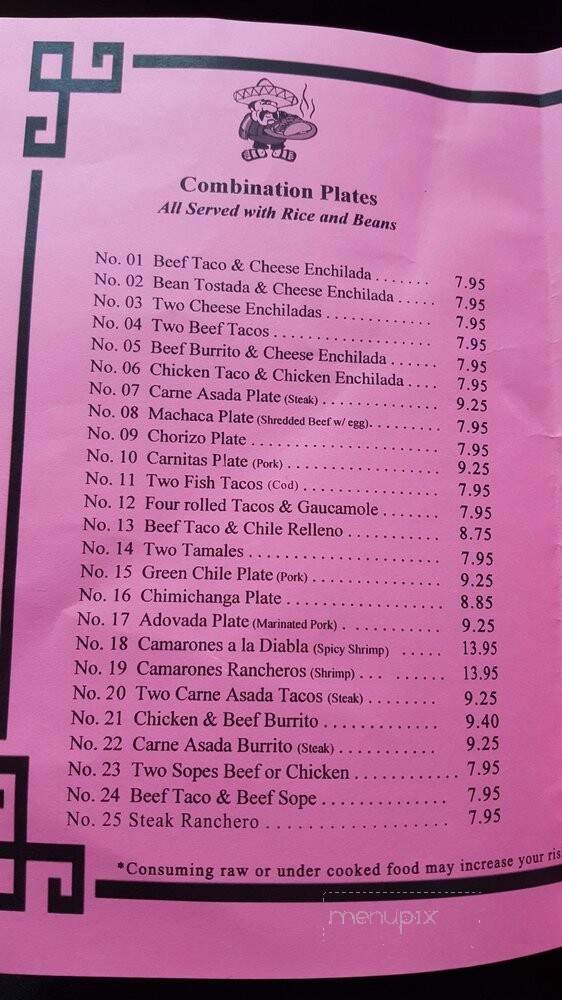 Combination Plates
All Served with Rice and Beans
No. 01 Beef Taco & Cheese Enchilada . . . . . . . 7.95
No. 02 Bean Tostada & Cheese Enchilada . . . . . 7.95
No. 03 Two Cheese Enchiladas . . . . . . . . . . . . . 7.95
No. 04 Two Beef Tacos . . . . . . . . . . . . . . . . . . 7.95
No. 05 Beef Burrito & Cheese Enchilada . . . . . . 7.95
No. 06 Chicken Taco & Chicken Enchilada . . . . 7.95
No. 07 Carne Asada Plate (Steak) . . . . . . . . . . . . . 9.25
No. 08 Machaca Plate (Shredded Beef w/ egg). . . . . . . . 7.95
No. 09 Chorizo Plate . . . . . . . . . . . . . . . . . . . . . 7.95
No. 10 Carnitas Plate (Pork) . . . . . . . . . . . . . . . . . 9.25
No. 11 Two Fish Tacos (Cod) . . . . . . . . . . . . . . . 7.95
No. 12 Four rolled Tacos & Gaucamole . . . . . . 7.95
No. 13 Beef Taco & Chile Relleno . . . . . . . . . . . 8.75
No. 14 Two Tamales . . . . . . . . . . . . . . . . . . . . . 7.95
No. 15 Green Chile Plate (Pork) . . . . . . . . . . . . . . 9.25
No. 16 Chimichanga Plate . . . . . . . . . . . . . . . . . 8.85
No. 17 Adovada Plate (Marinated Pork) . . . . . . . . . . . 9.25
No. 18 Camarones a la Diabla (Spicy Shrimp) . . . . . 13.95
No. 19 Camarones Rancheros (Shrimp) . . . . . . . . . 13.95
No. 20 Two Carne Asada Tacos (Steak) . . . . . . . . 9.25
No. 21 Chicken & Beef Burrito . . . . . . . . . . . . . 9.40
No. 22 Carne Asada Burrito (Steak) . . . . . . . . . . . 9.25
No. 23 Two Sopes Beef or Chicken . . . . . . . . . . . . 7.95
No. 24 Beef Taco & Beef Sope . . . . . . . . . . . . . . 7.95
No. 25 Steak Ranchero . . . . . . . . . . . . . . . . . . . 7.95
*Consuming raw or under cooked food may increase your ris
menupix